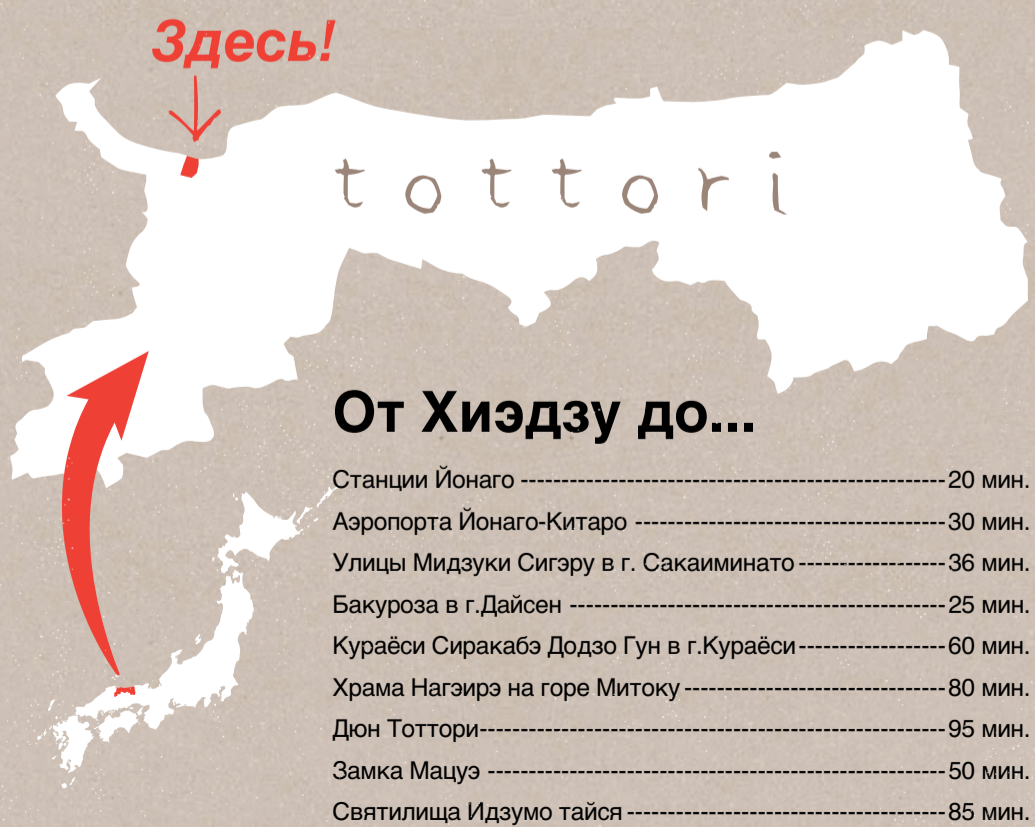 Здесь!
tottori
От Хиэдзу до...
Станции Йонаго ---------------------------------------------------- 20 мин.
Аэропорта Йонаго-Китаро -------------------------------------- 30 мин.
Улицы Мидзуки Сигэру в г. Сакаиминато ------------------ 36 мин.
Бакуроза в г.Дайсен ---------------------------------------------- 25 мин.
Кураёси Сиракабэ Додзо Гун в г.Кураёси ------------------ 60 мин.
Храма Нагэирэ на горе Митоку -------------------------------- 80 мин.
Дюн Тоттори --------------------------------------------------------- 95 мин.
Замка Мацуэ -------------------------------------------------------- 50 мин.
Святилища Идзумо тайся --------------------------------------- 85 мин.